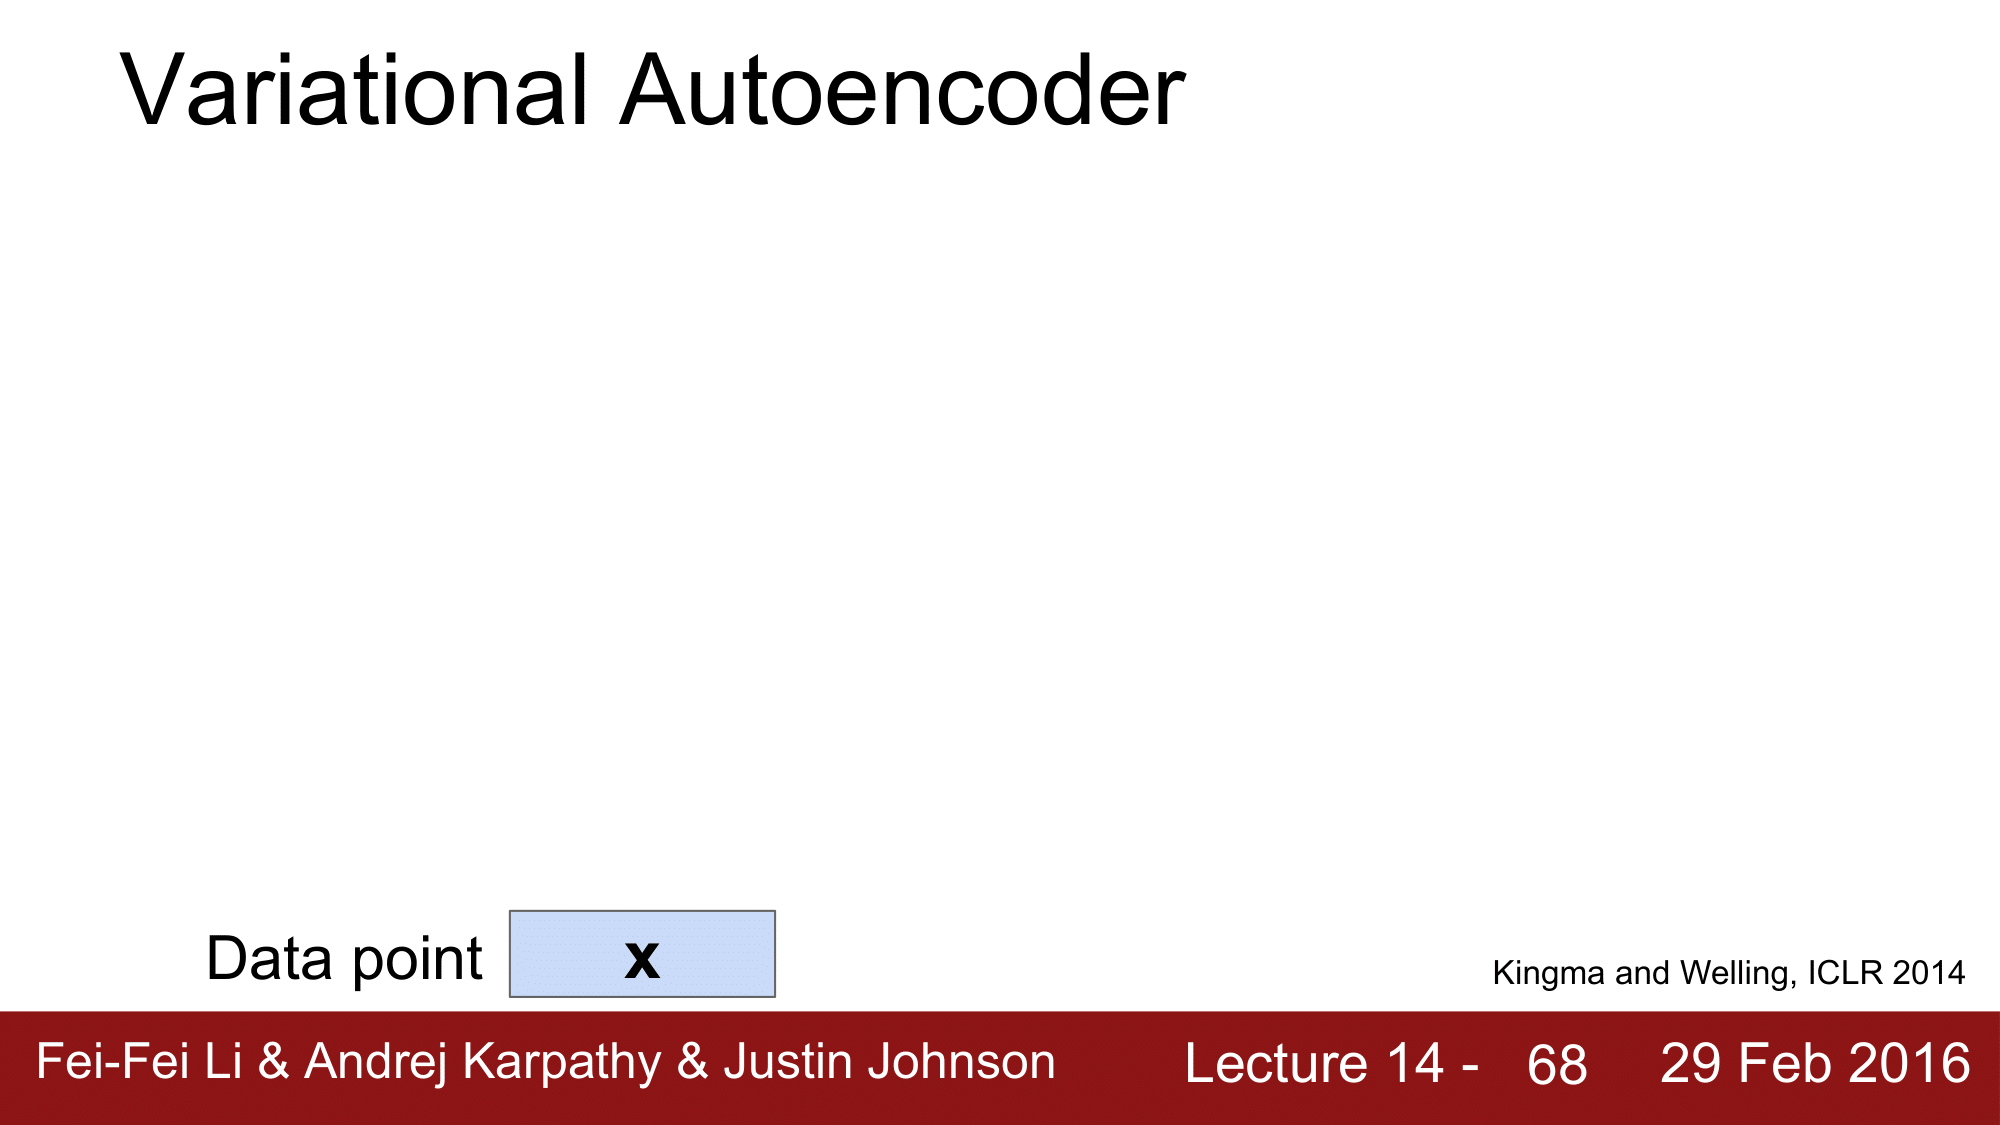 Variational Autoencoder
Data point x
Kingma and Welling, ICLR 2014
Fei-Fei Li & Andrej Karpathy & Justin Johnson Lecture 14 - 68 29 Feb 2016